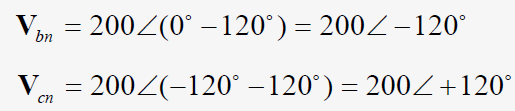 V_bn = 200∠(0° −120°) = 200∠−120°
V_cn = 200∠(−120° −120°) = 200∠+120°